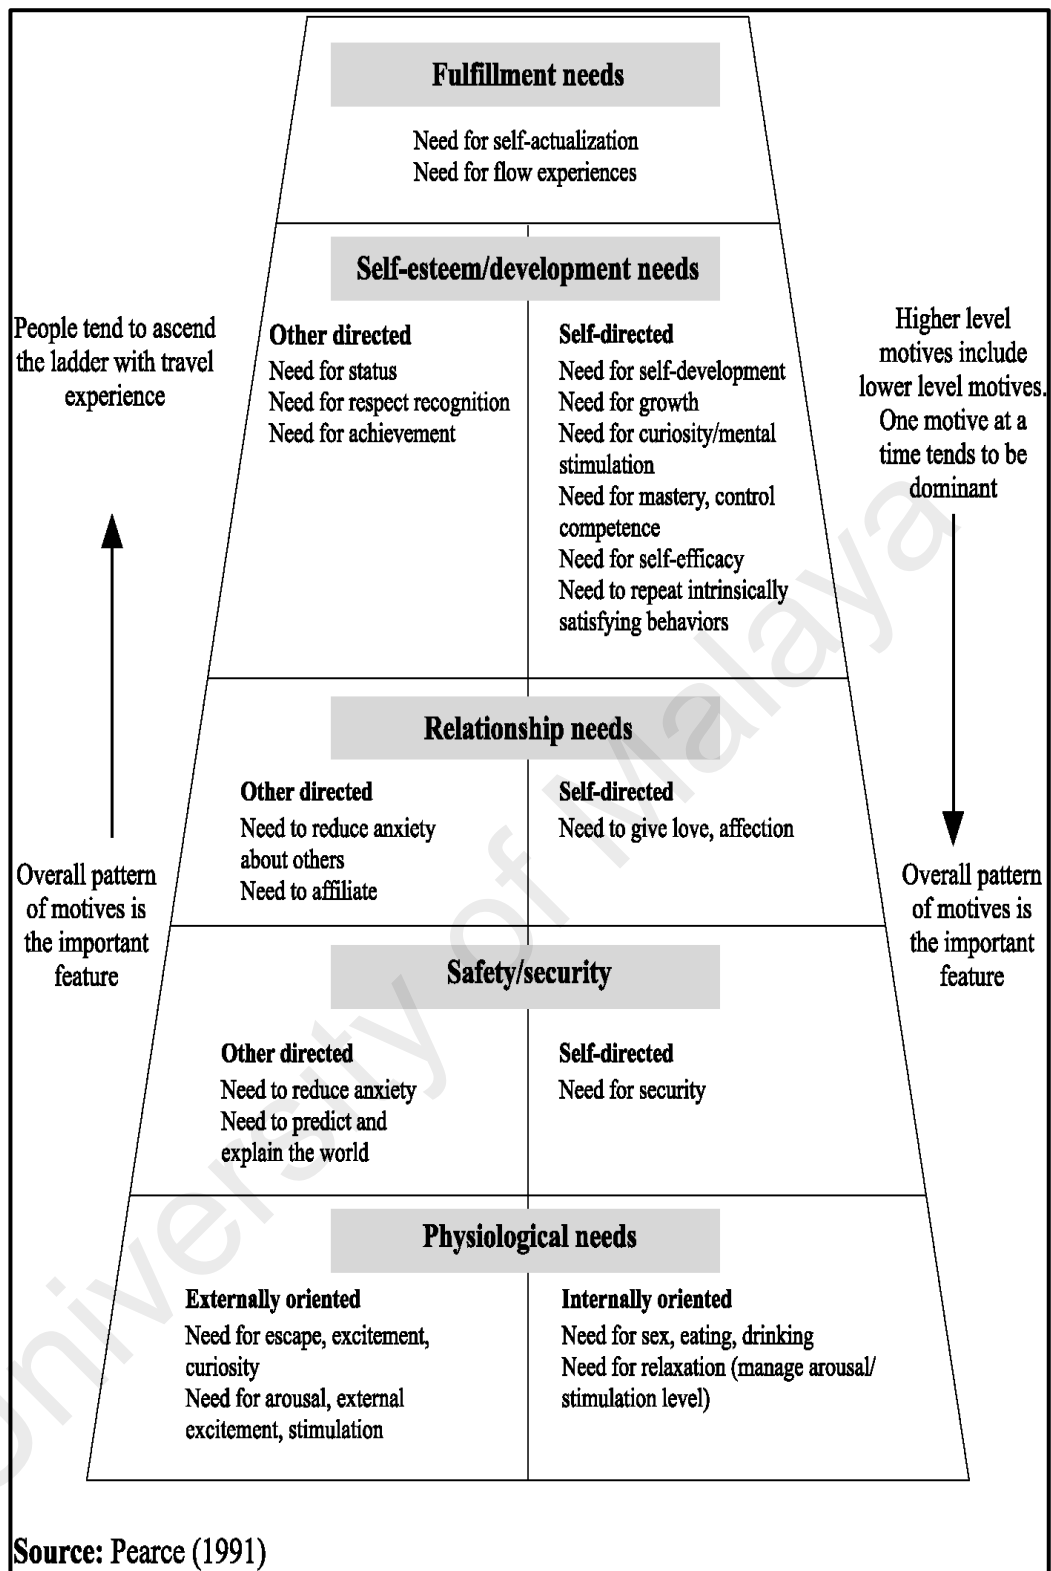 Fulfillment needs
Need for self-actualization
Need for flow experiences
Self-esteem/development needs
People tend to ascend
the ladder with travel
experience
Other directed
Need for status
Need for respect recognition
Need for achievement
Self-directed
Need for self-development
Need for growth
Need for curiosity/mental
stimulation
Need for mastery, control
competence
Need for self-efficacy
Need to repeat intrinsically
satisfying behaviors
Higher level
motives include
lower level motives.
One motive at a
time tends to be
dominant
Relationship needs
Other directed
Need to reduce anxiety
about others
Need to affiliate
Self-directed
Need to give love, affection
Overall pattern
of motives is
the important
feature
Overall pattern
of motives is
the important
feature
Safety/security
Other directed
Need to reduce anxiety
Need to predict and
explain the world
Self-directed
Need for security
Physiological needs
Externally oriented
Need for escape, excitement,
curiosity
Need for arousal, external
excitement, stimulation
Internally oriented
Need for sex, eating, drinking
Need for relaxation (manage arousal/
stimulation level)
Source: Pearce (1991)
University of Malaya